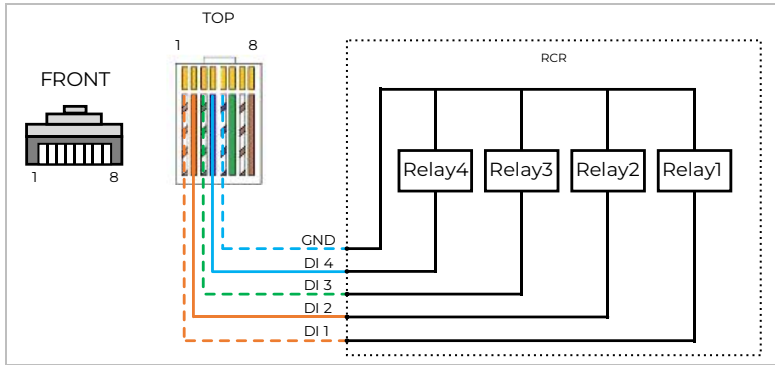 TOP
1 8
RCR
FRONT
1 8
Relay4 Relay3 Relay2 Relay1
GND
DI 4
DI 3
DI 2
DI 1